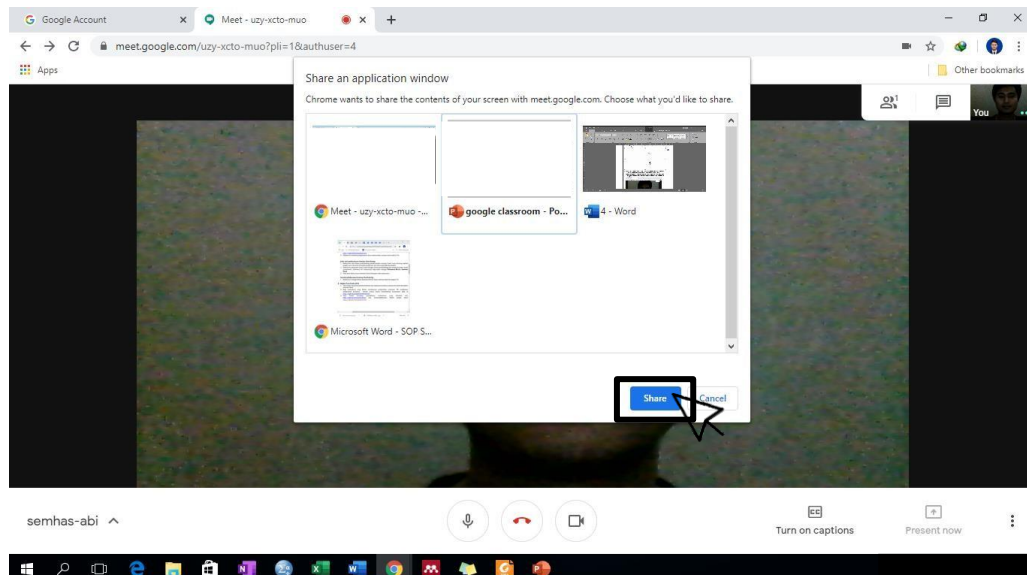 Google Account
Meet - uzy-xcto-muo
meet.google.com/uzy-xcto-muo?pli=1&authuser=4
Apps
Other bookmarks
Share an application window
Chrome wants to share the contents of your screen with meet.google.com. Choose what you'd like to share.
1
You
Meet - uzy-xcto-muo -...
google classroom - Po...
4 - Word
Microsoft Word - SOP S...
Share
Cancel
semhas-abi
Turn on captions
Present now